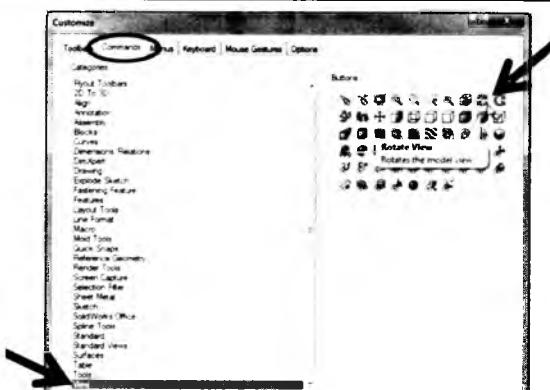 Customize
Toolbars Commands Menus Keyboard Mouse Gestures Options
Categories
Buttons
Flyout Toolbars
2D To 3D
Align
Annotation
Assembly
Blocks
Curves
Dimensions/Relations
DimXpert
Drawing
Explode Sketch
Fastening Feature
Features
Layout Tools
Line Format
Macro
Mold Tools
Quick Snaps
Reference Geometry
Render Tools
Screen Capture
Selection Filter
Sheet Metal
Sketch
SolidWorks Office
Spline Tools
Standard
Standard Views
Surfaces
Table
Tools
View
Rotate View
Rotates the model view